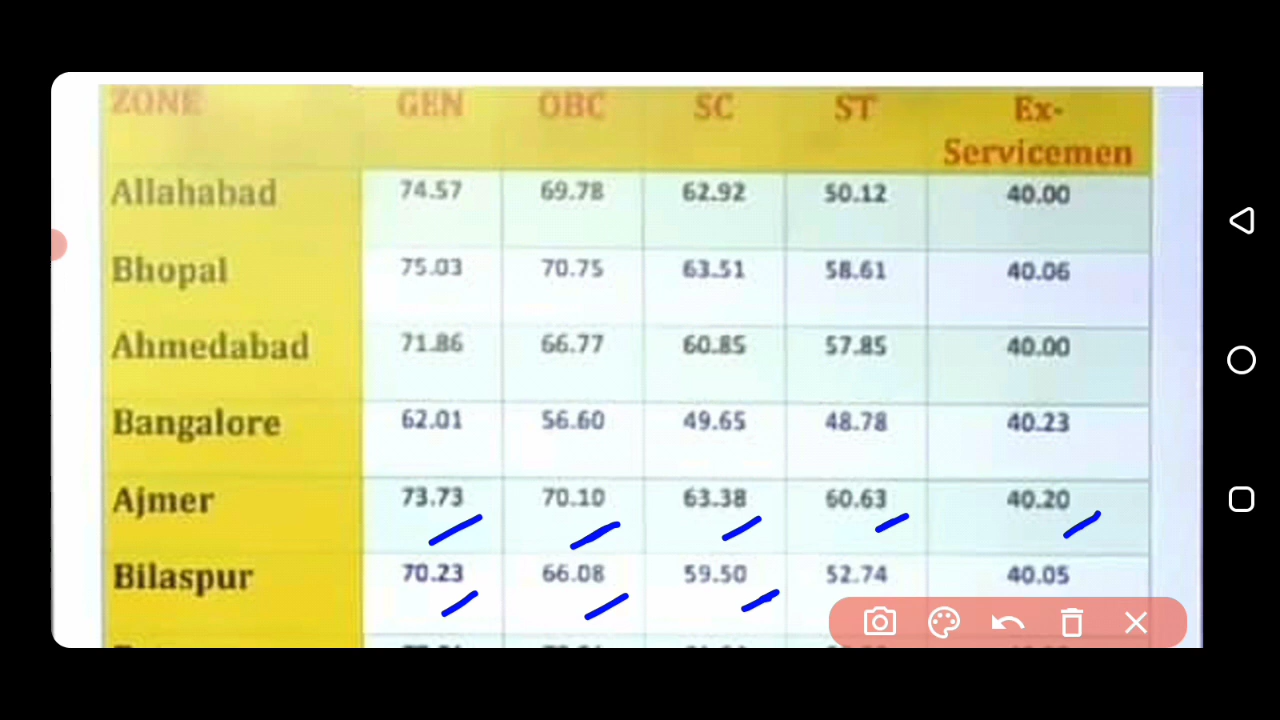 ZONE GEN OBC SC ST Ex-
Servicemen
Allahabad 74.57 69.78 62.92 50.12 40.00
Bhopal 75.03 70.75 63.51 58.61 40.06
Ahmedabad 71.86 66.77 60.85 57.85 40.00
Bangalore 62.01 56.60 49.65 48.78 40.23
Ajmer 73.73 70.10 63.38 60.63 40.20
Bilaspur 70.23 66.08 59.50 52.74 40.05